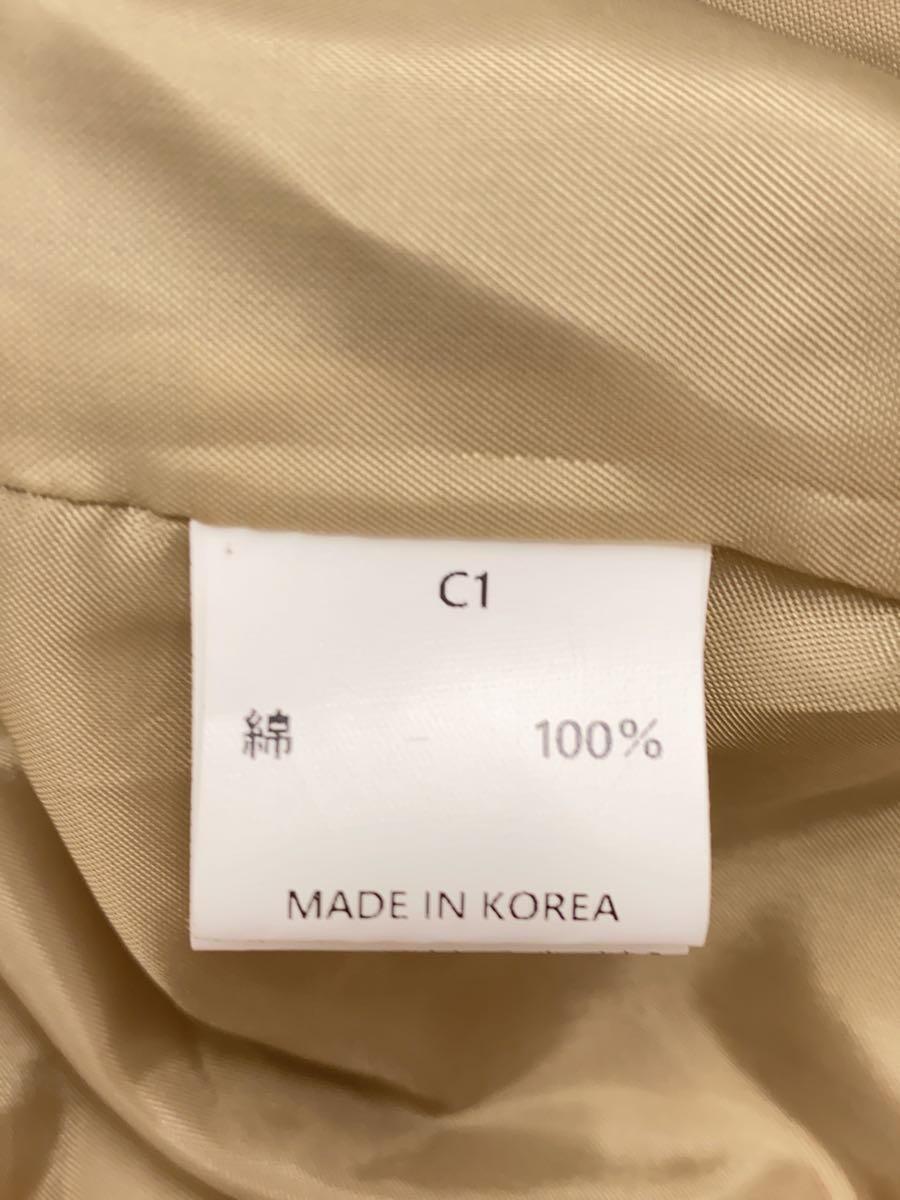 C1
綿 100%
MADE IN KOREA